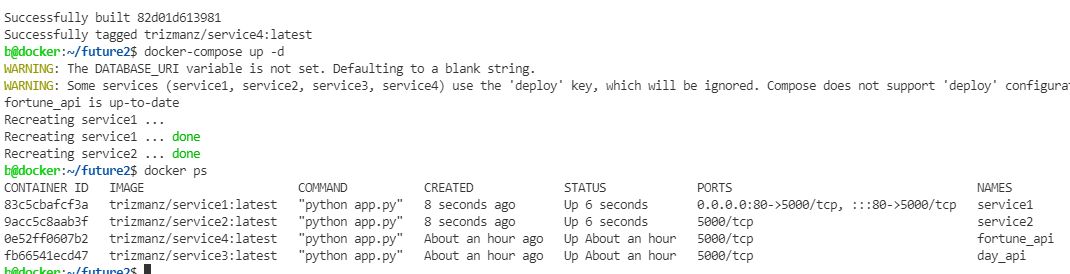 Successfully built 82d01d613981
Successfully tagged trizmanz/service4:latest
b@docker:~/future2$ docker-compose up -d
WARNING: The DATABASE_URI variable is not set. Defaulting to a blank string.
WARNING: Some services (service1, service2, service3, service4) use the 'deploy' key, which will be ignored. Compose does not support 'deploy' configurat
fortune_api is up-to-date
Recreating service1 ...
Recreating service1 ... done
Recreating service2 ... done
b@docker:~/future2$ docker ps
CONTAINER ID   IMAGE                      COMMAND           CREATED             STATUS             PORTS                                   NAMES
83c5cbafcf3a   trizmanz/service1:latest   "python app.py"   8 seconds ago       Up 6 seconds       0.0.0.0:80->5000/tcp, :::80->5000/tcp   service1
9acc5c8aab3f   trizmanz/service2:latest   "python app.py"   8 seconds ago       Up 6 seconds       5000/tcp                                service2
0e52ff0607b2   trizmanz/service4:latest   "python app.py"   About an hour ago   Up About an hour   5000/tcp                                fortune_api
fb66541ecd47   trizmanz/service3:latest   "python app.py"   About an hour ago   Up About an hour   5000/tcp                                day_api
b@docker:~/future2$